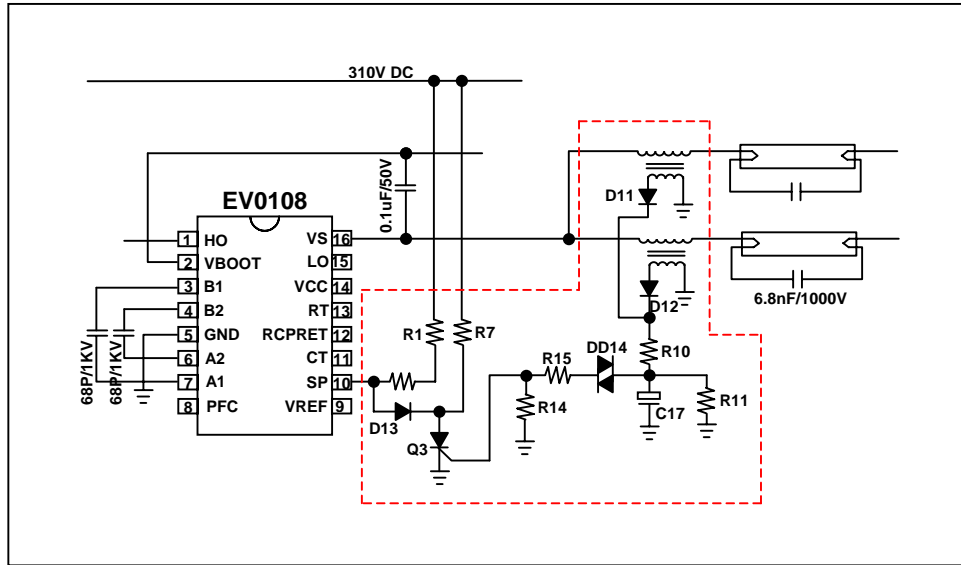 310V DC
0.1uF/50V
EV0108
1 HO
2 VBOOT
3 B1
4 B2
5 GND
6 A2
7 A1
8 PFC
VS 16
LO 15
VCC 14
RT 13
RCPRET 12
CT 11
SP 10
VREF 9
68P/1KV
68P/1KV
R1
R7
D13
Q3
D11
D12
6.8nF/1000V
R10
DD14
R15
R14
C17
R11